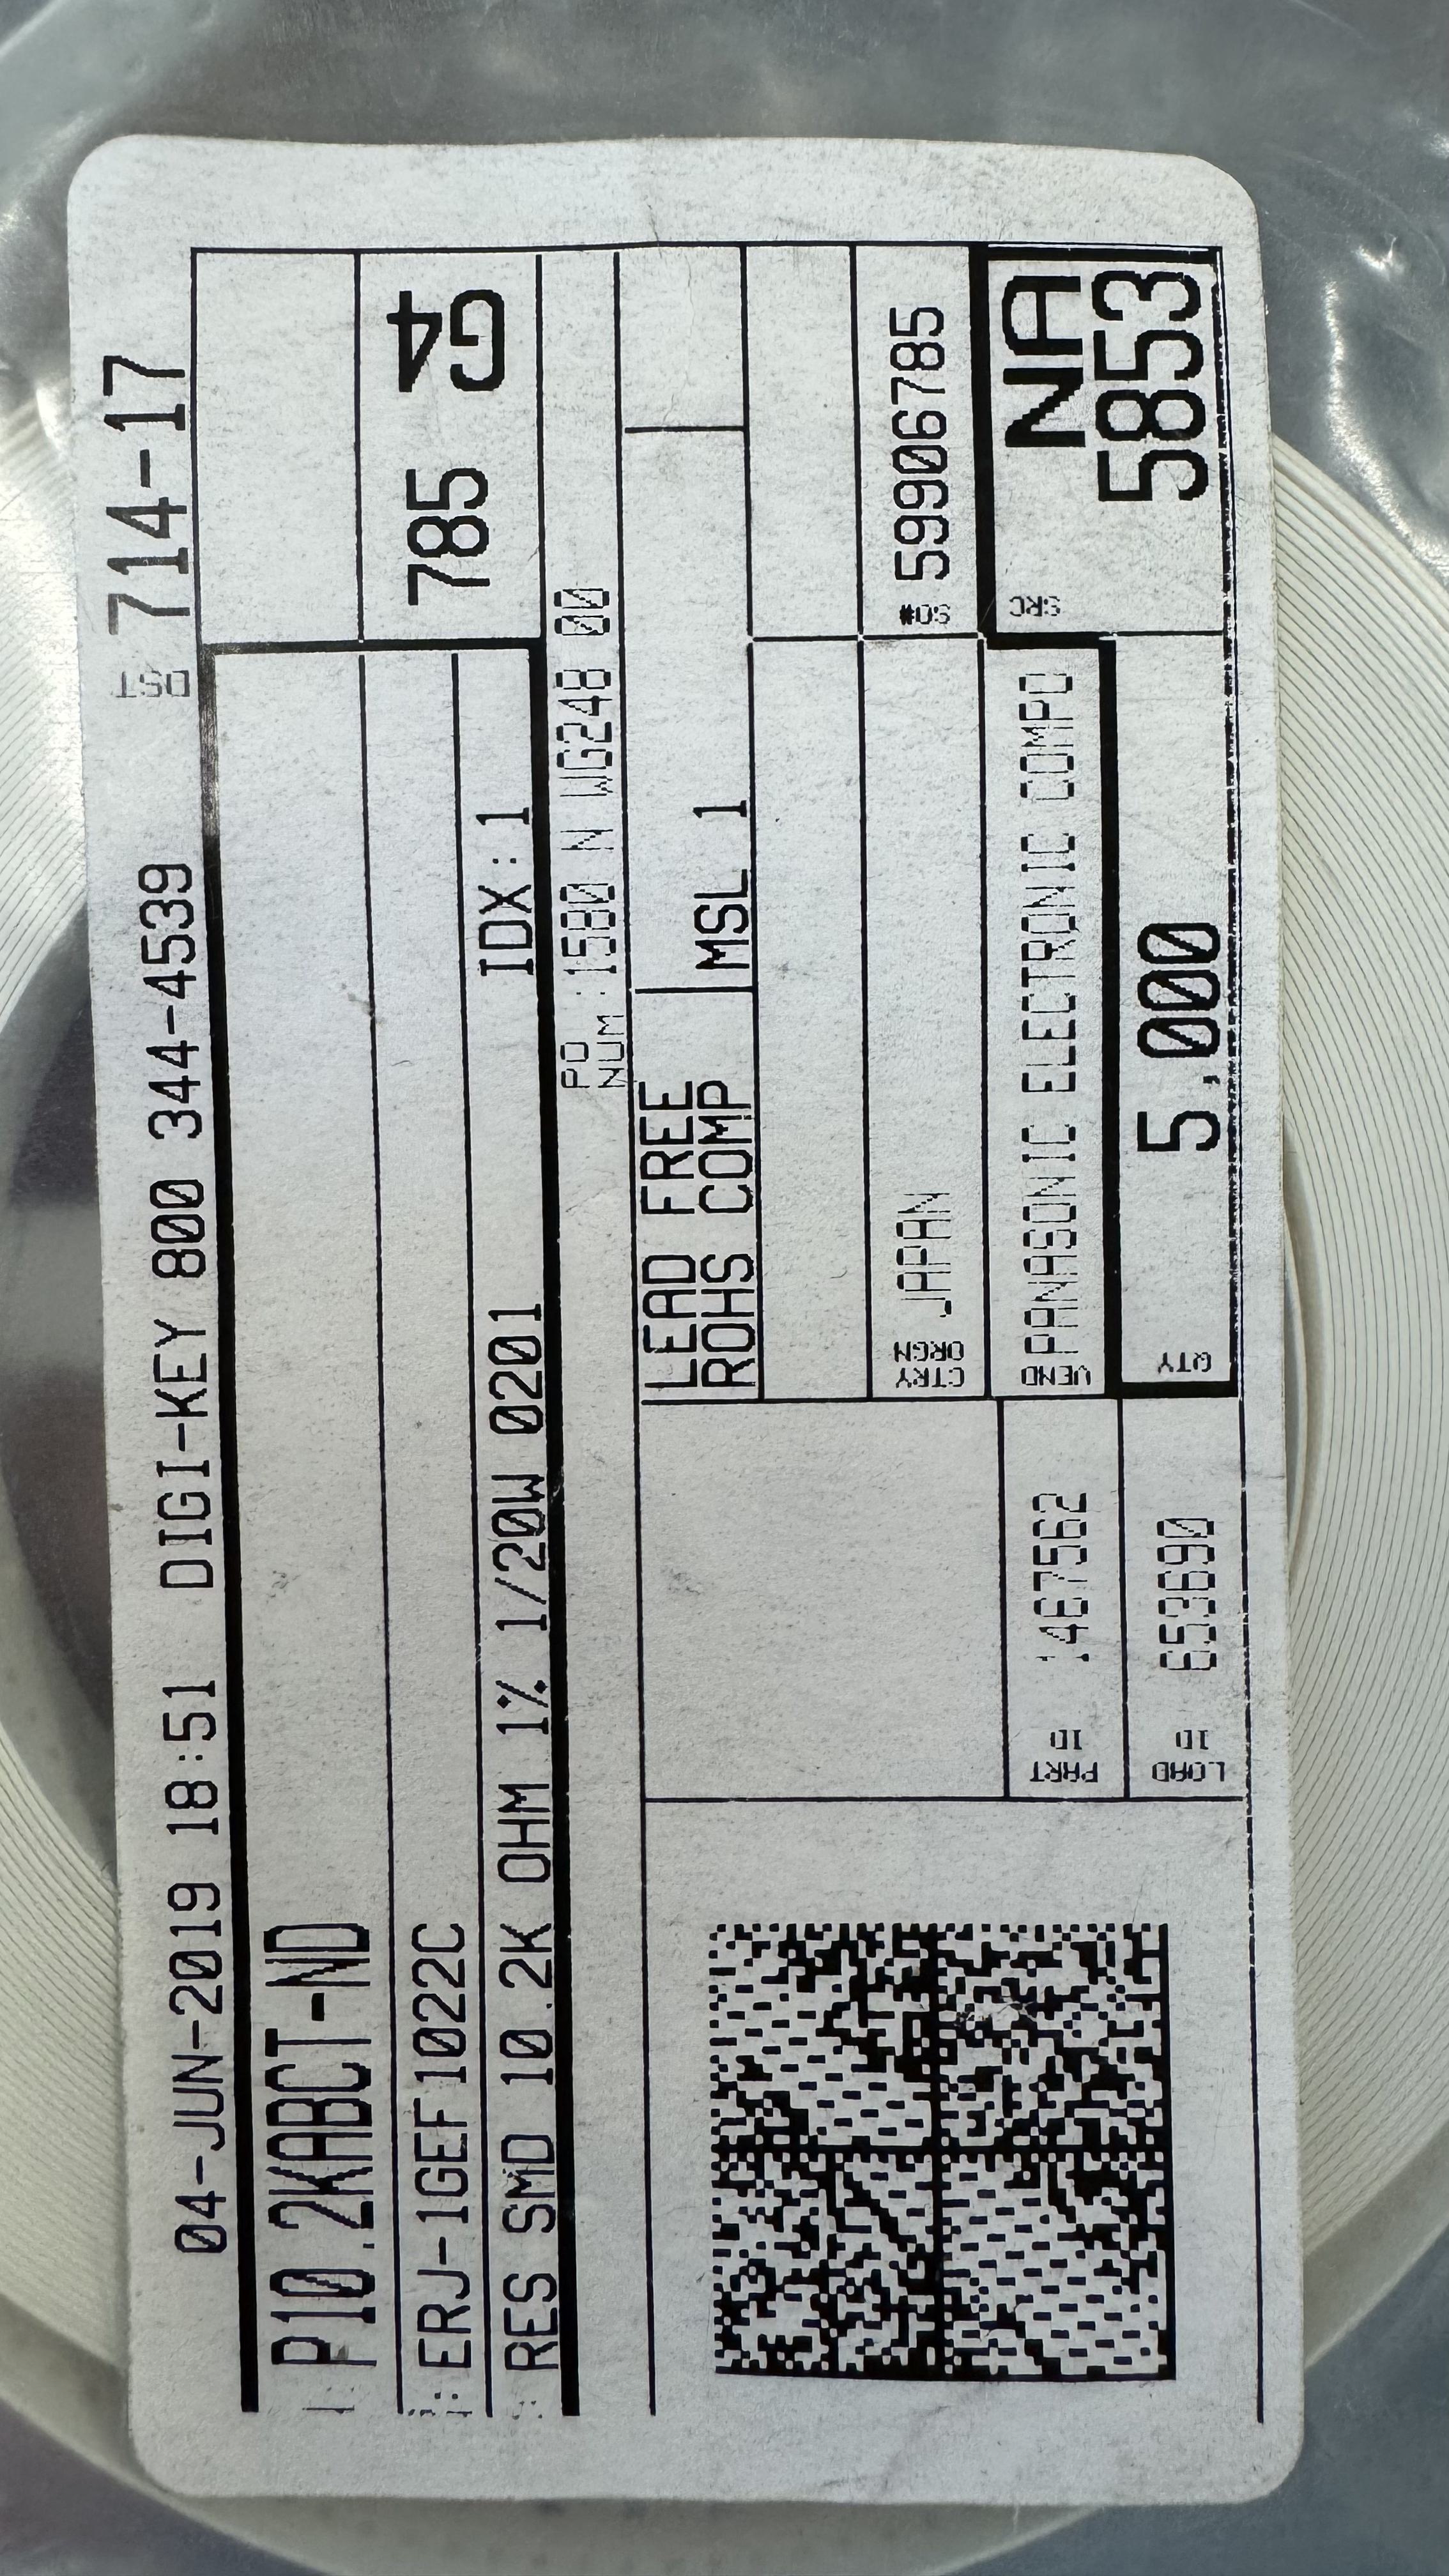 04-JUN-2019 18:51 DIGI-KEY 800 344-4539 DST 714-17
P10.2KABCT-ND
ERJ-1GEF1022C
785 G4
RES SMD 10.2K OHM 1% 1/20W 0201 IDX:1
PO NUM: 1580 N WG248 00
LEAD FREE
ROHS COMP
MSL 1
CTRY ORGN JAPAN
SO# 59906785
PART ID 1467562
VEND PANASONIC ELECTRONIC COMPO
SRC NA
5853
LOAD ID 653690
QTY 5,000